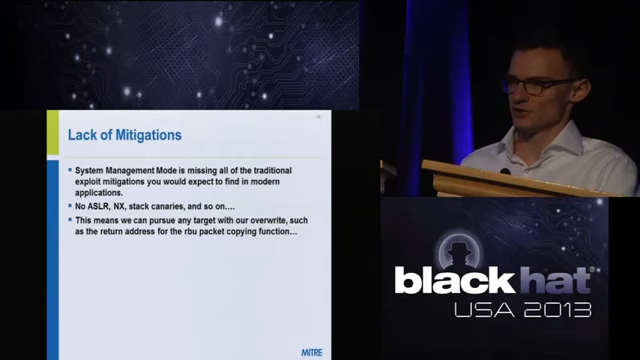 Lack of Mitigations
System Management Mode is missing all of the traditional
exploit mitigations you would expect to find in modern
applications.
No ASLR, NX, stack canaries, and so on….
This means we can pursue any target with our overwrite, such
as the return address for the rbu packet copying function…
MITRE
black hat®
USA 2013